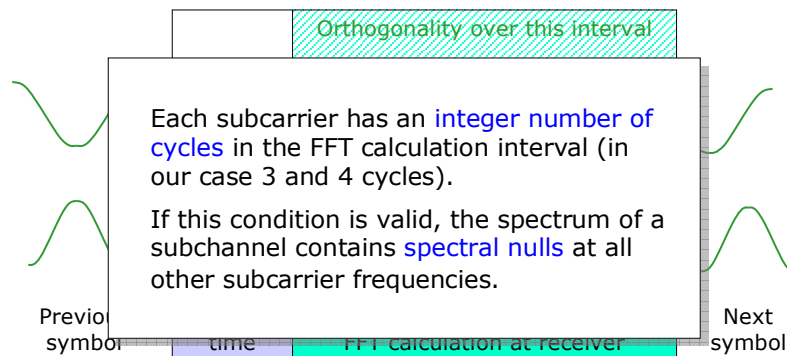 Orthogonality over this interval
Each subcarrier has an integer number of
cycles in the FFT calculation interval (in
our case 3 and 4 cycles).
If this condition is valid, the spectrum of a
subchannel contains spectral nulls at all
other subcarrier frequencies.
Next
symbol
symbol
time
FFT calculation at receiver